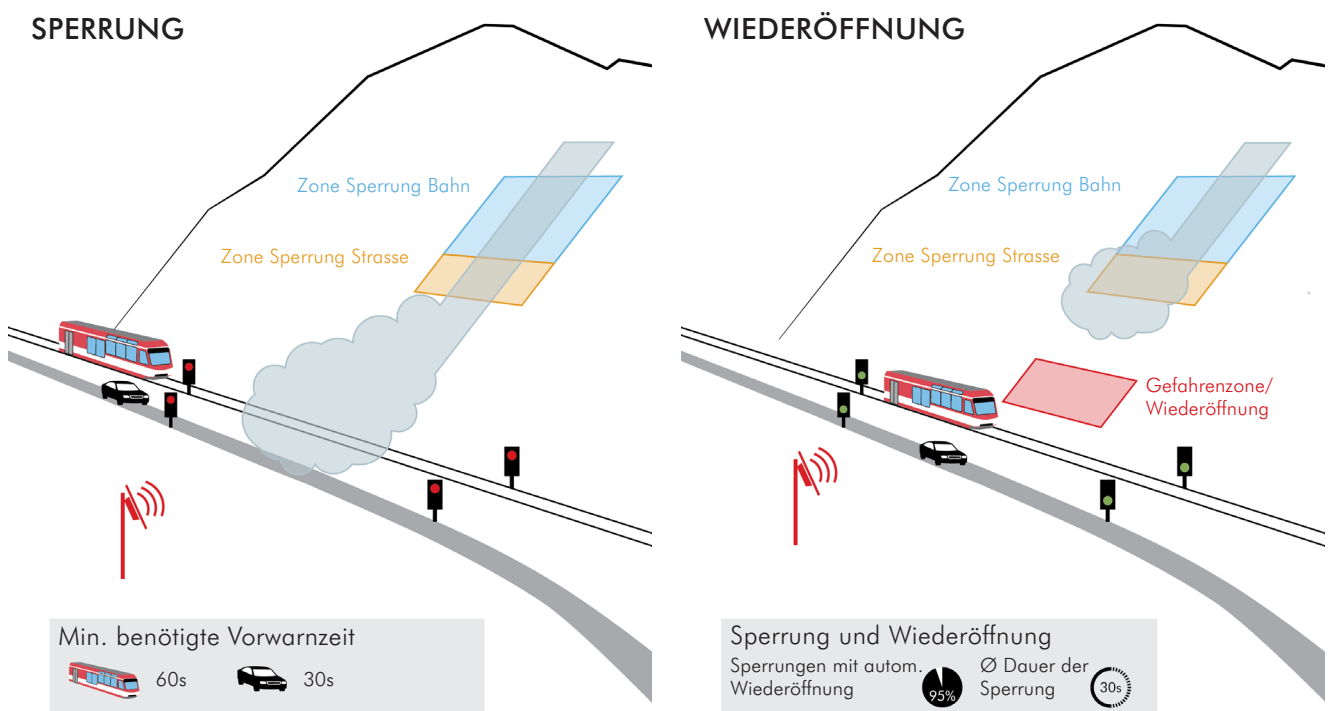 SPERRUNG
Zone Sperrung Bahn
Zone Sperrung Strasse
Min. benötigte Vorwarnzeit
60s
30s
WIEDERÖFFNUNG
Zone Sperrung Bahn
Zone Sperrung Strasse
Gefahrenzone/
Wiederöffnung
Sperrung und Wiederöffnung
Sperrungen mit autom.
Wiederöffnung
95%
Ø Dauer der
Sperrung
30s